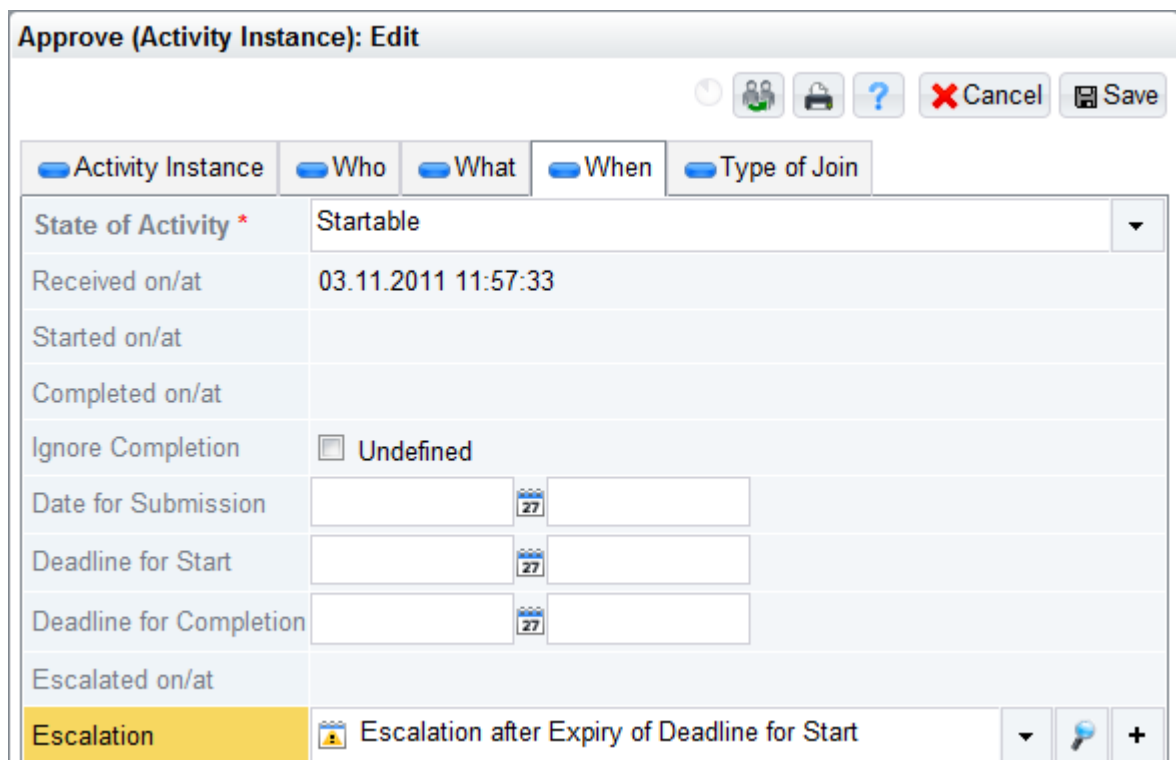 Approve (Activity Instance): Edit
? Cancel Save
Activity Instance Who What When Type of Join
State of Activity * Startable
Received on/at 03.11.2011 11:57:33
Started on/at
Completed on/at
Ignore Completion Undefined
Date for Submission 27
Deadline for Start 27
Deadline for Completion 27
Escalated on/at
Escalation Escalation after Expiry of Deadline for Start +